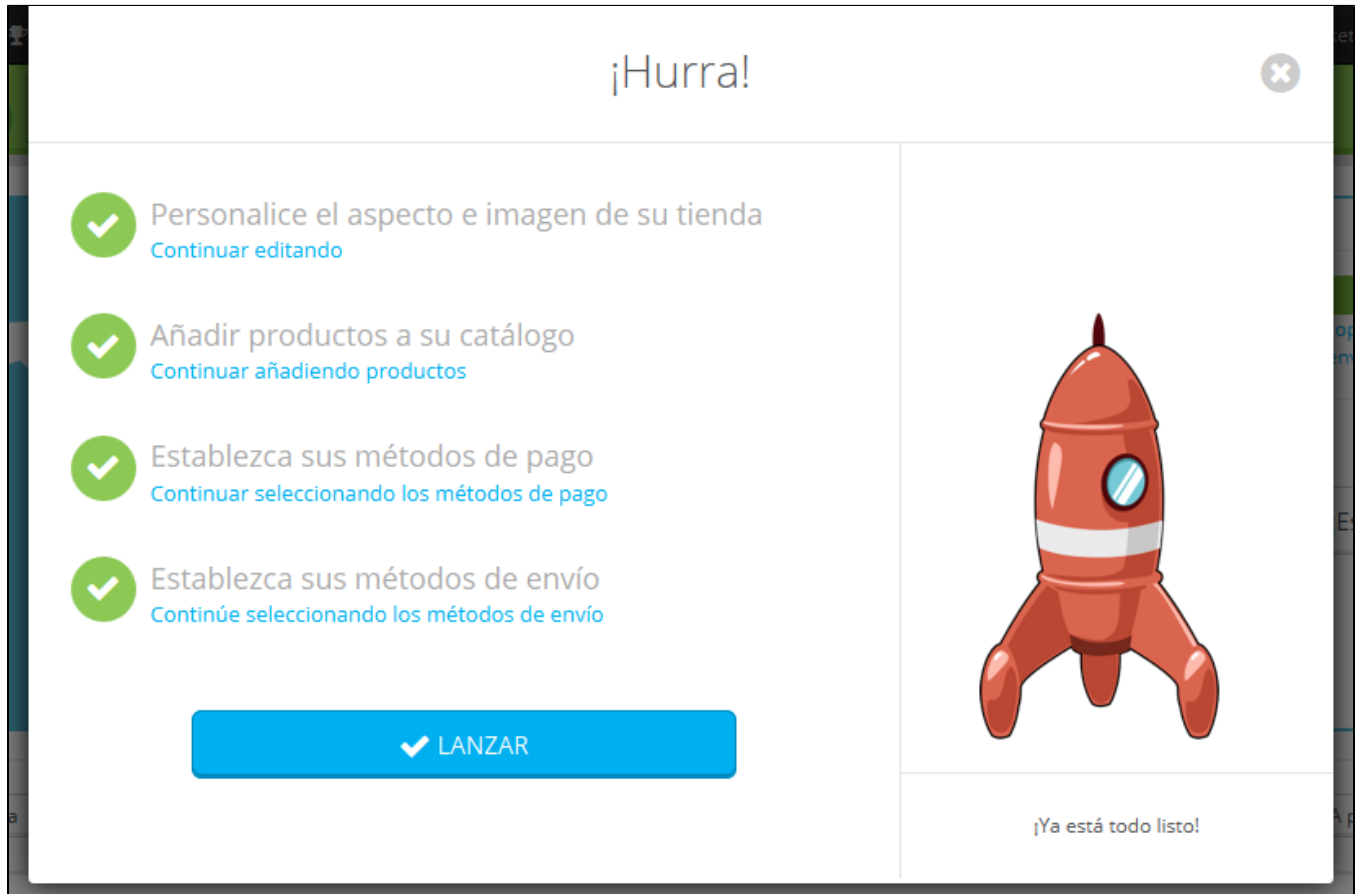 ¡Hurra!
Personalice el aspecto e imagen de su tienda
Continuar editando
Añadir productos a su catálogo
Continuar añadiendo productos
Establezca sus métodos de pago
Continuar seleccionando los métodos de pago
Establezca sus métodos de envío
Continúe seleccionando los métodos de envío
LANZAR
¡Ya está todo listo!